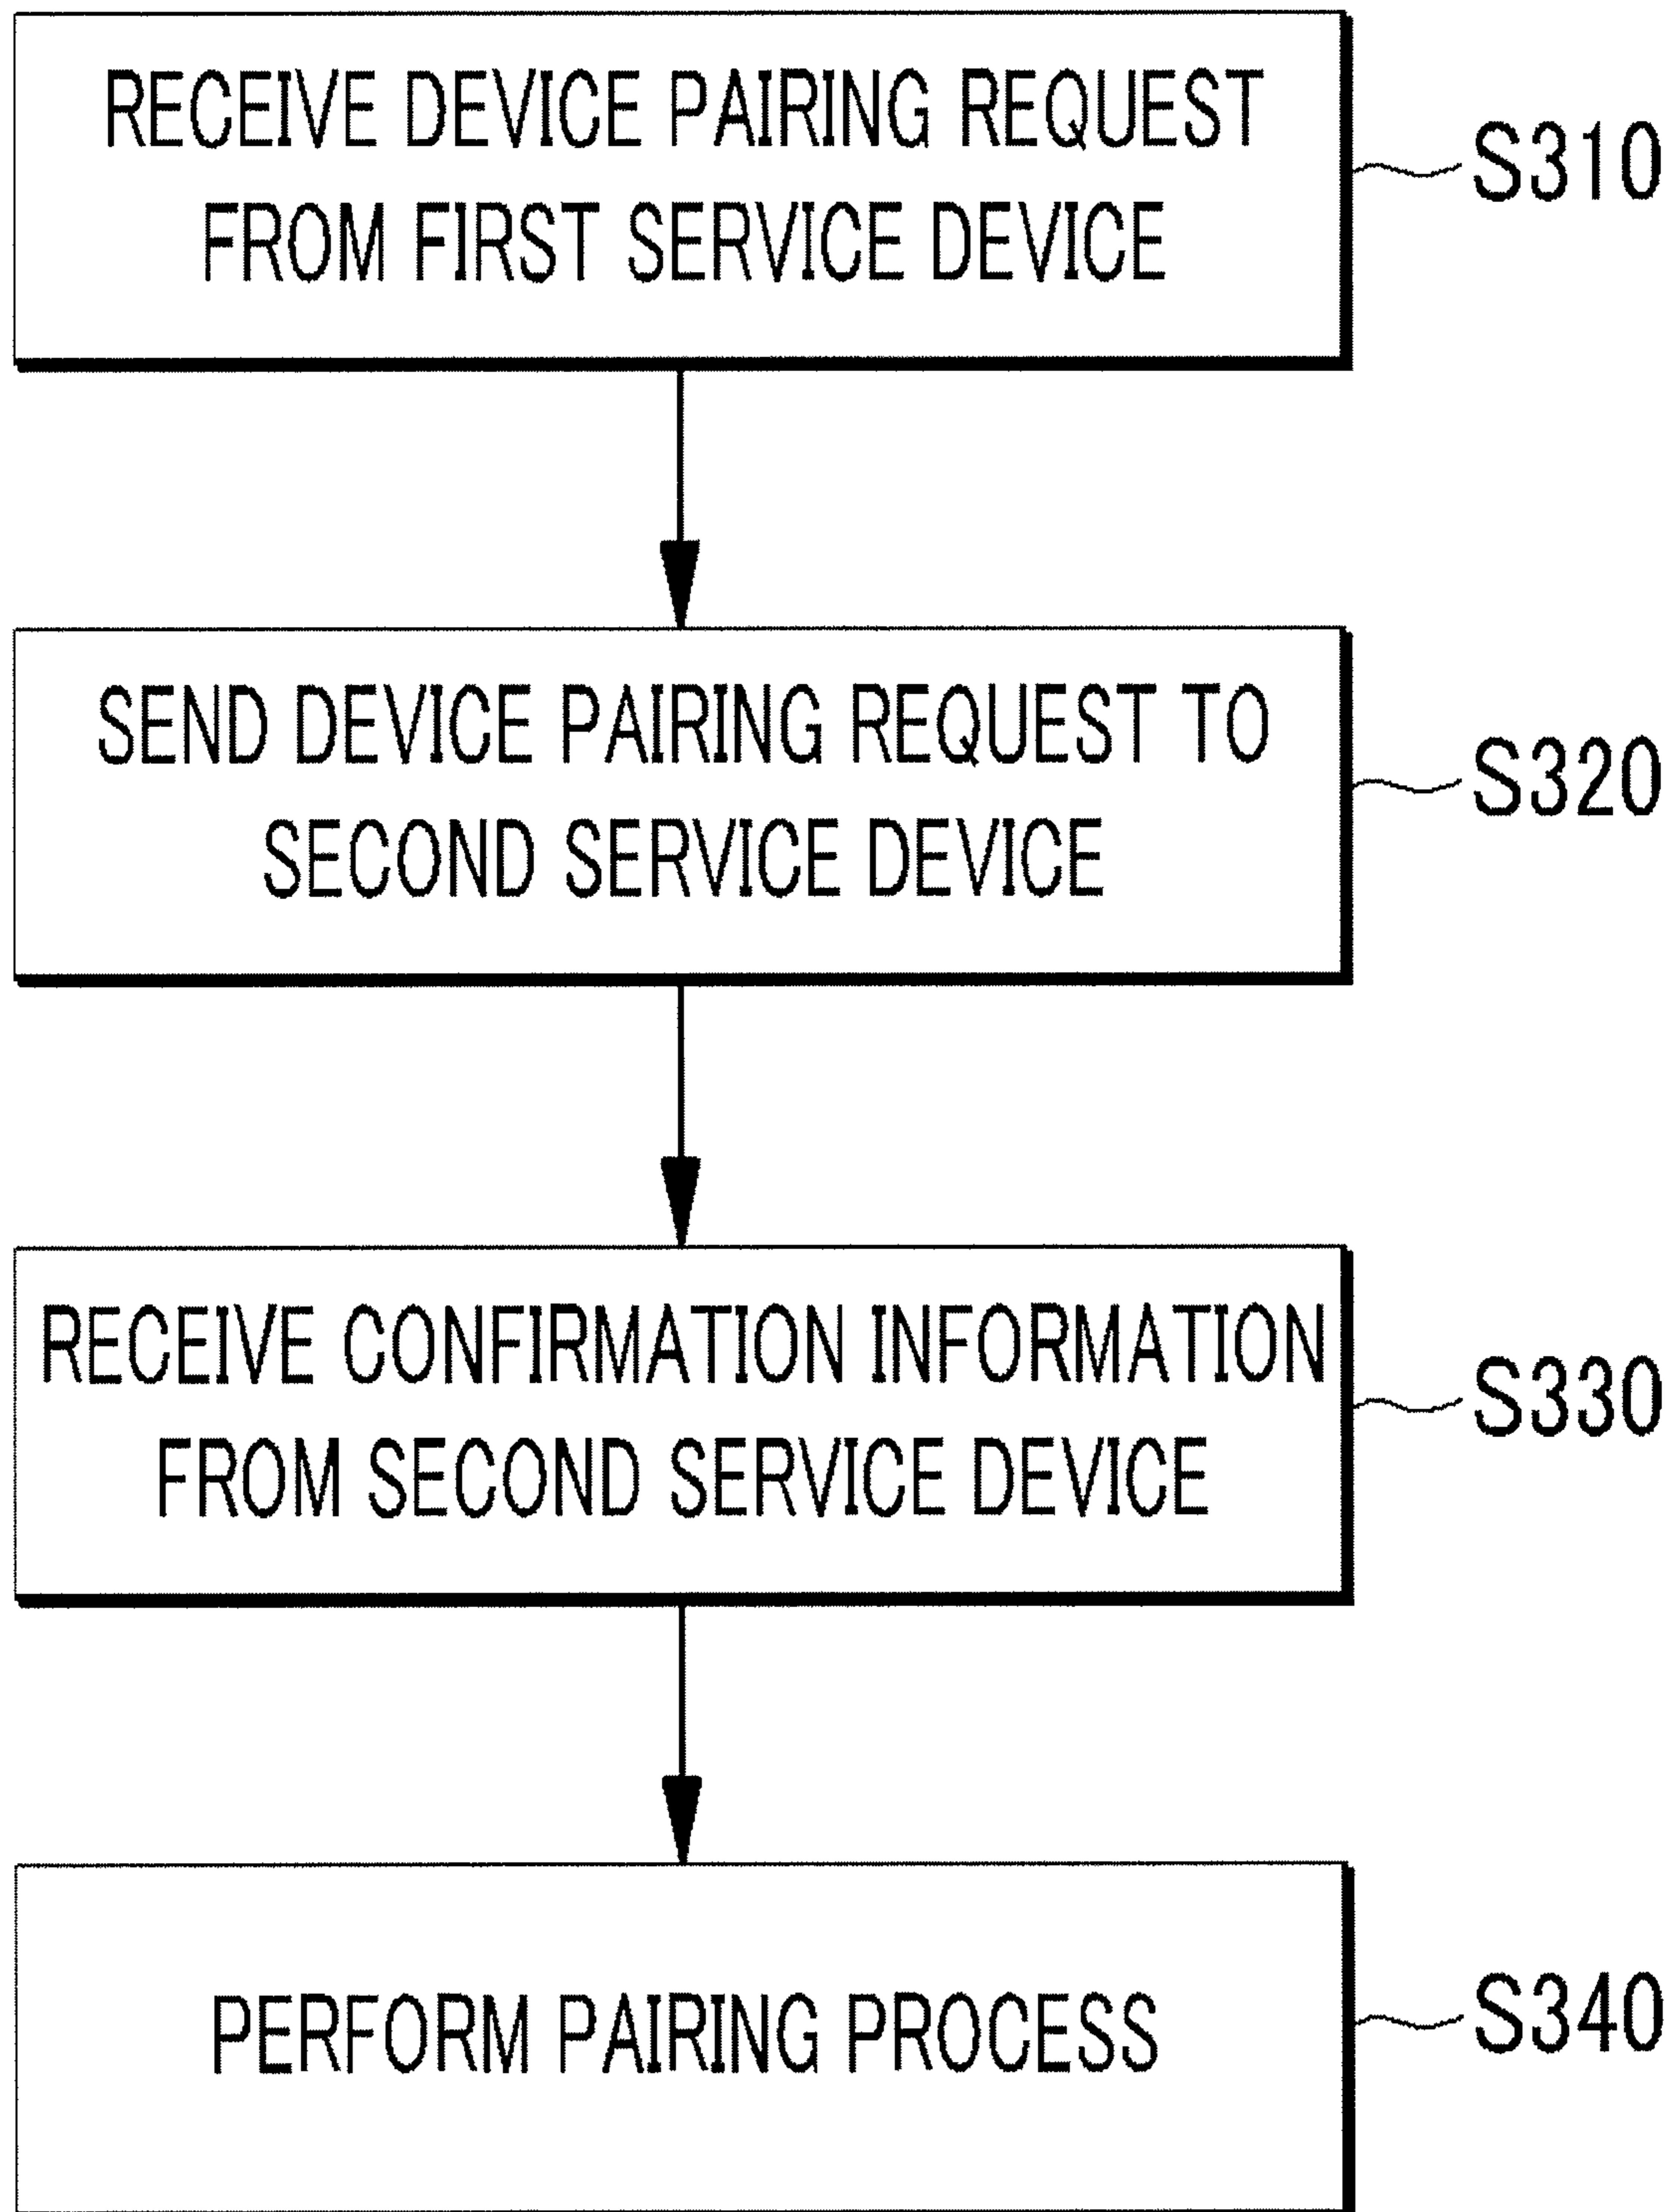 RECEIVE DEVICE PAIRING REQUEST
FROM FIRST SERVICE DEVICE
S310
SEND DEVICE PAIRING REQUEST TO
SECOND SERVICE DEVICE
S320
RECEIVE CONFIRMATION INFORMATION
FROM SECOND SERVICE DEVICE
S330
PERFORM PAIRING PROCESS
S340